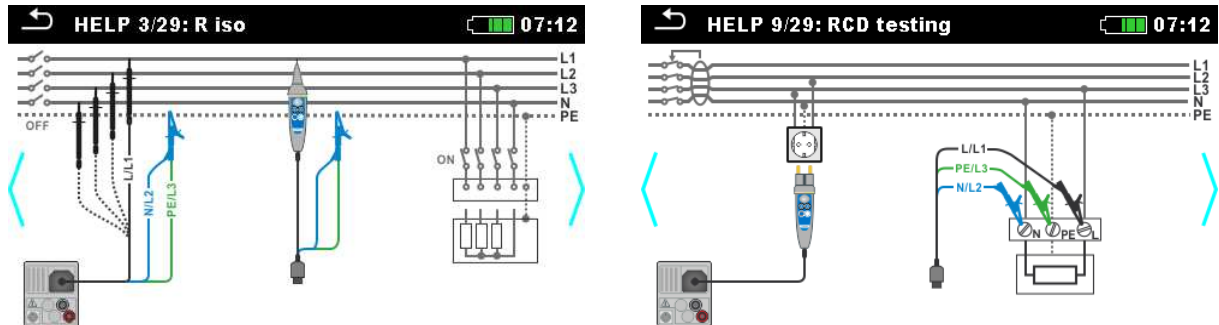 HELP 3/29: R iso
07:12
L1
L2
L3
N
PE
OFF
ON
L/L1
N/L2
PE/L3
HELP 9/29: RCD testing
07:12
L1
L2
L3
N
PE
L/L1
PE/L3
N/L2
N
PE
L